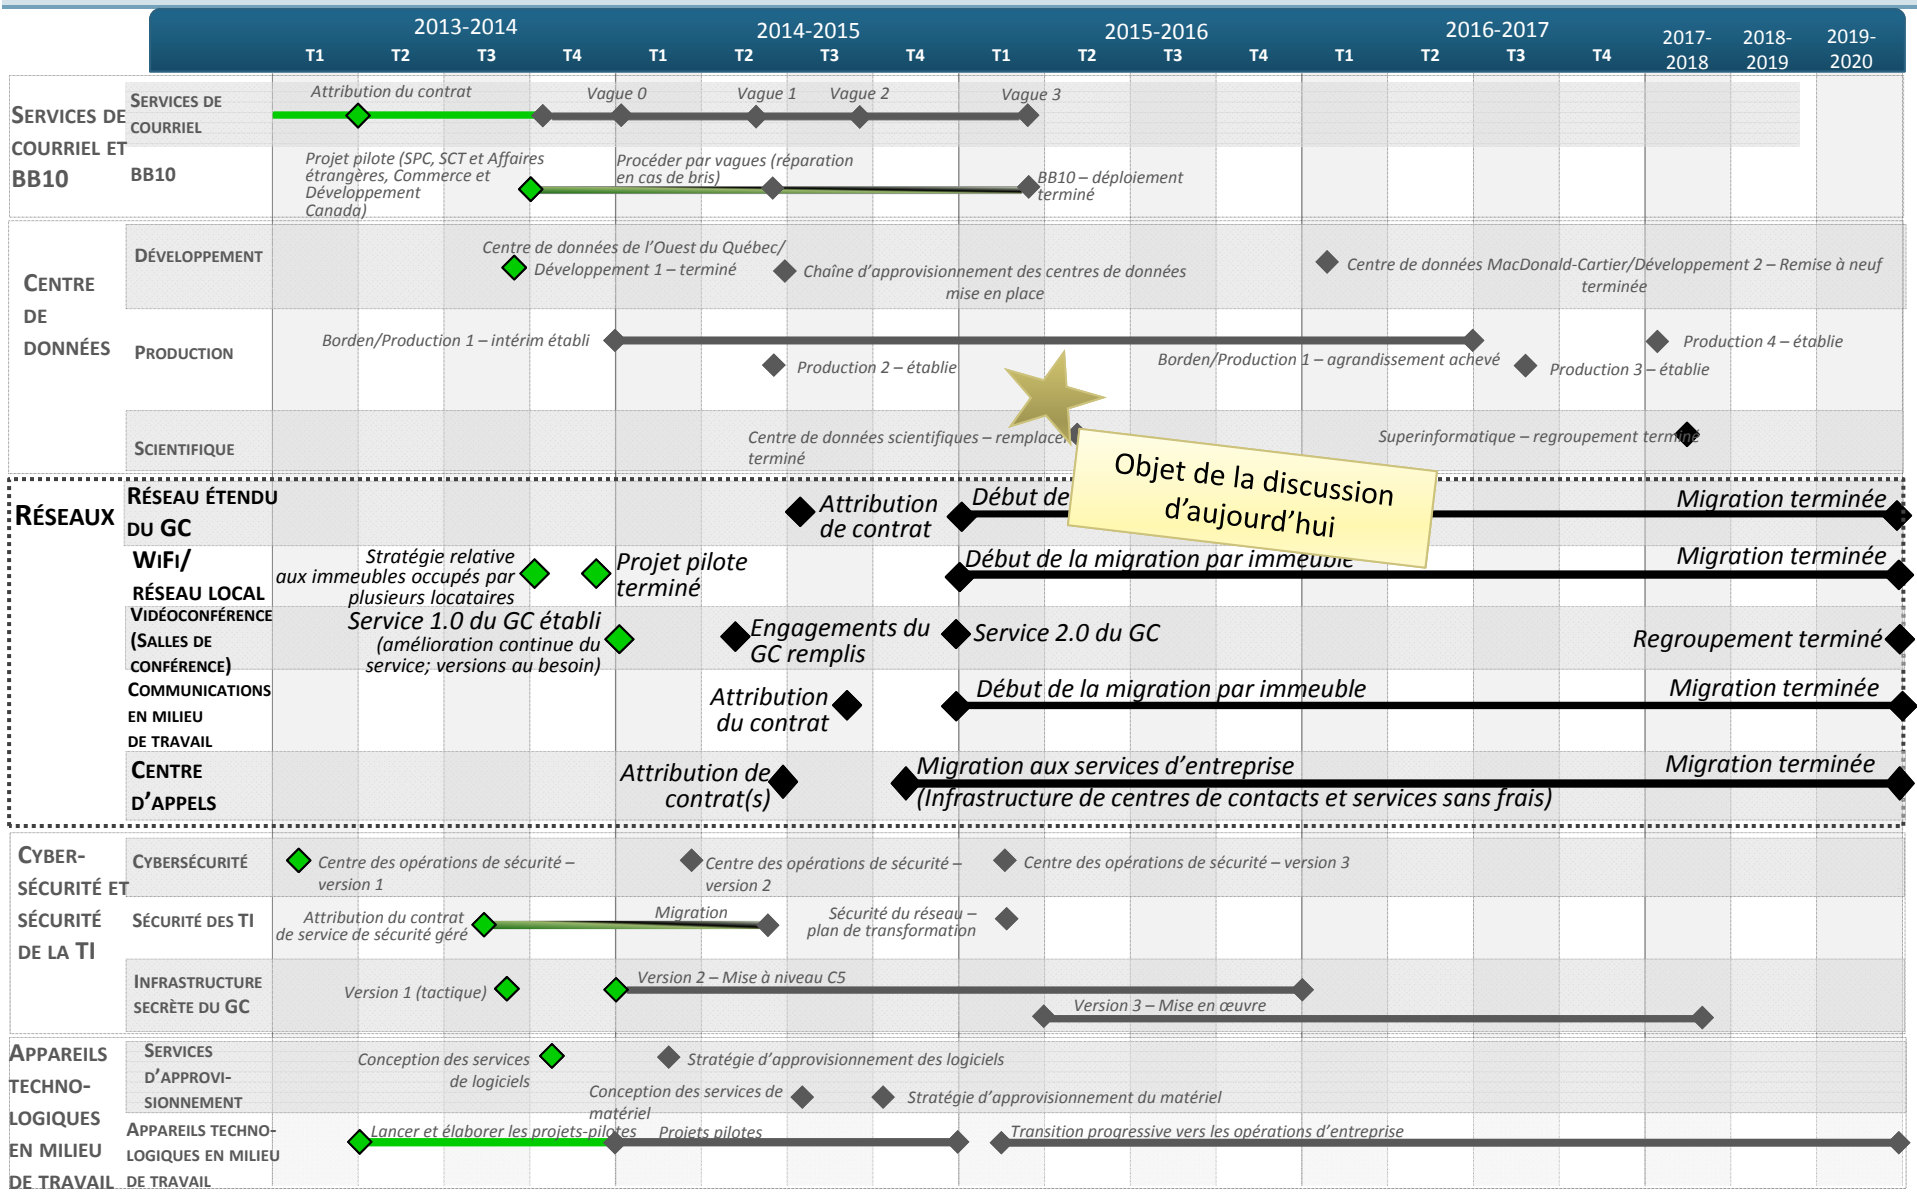 2013-2014
2014-2015
2015-2016
2016-2017
2017-
2018
2018-
2019
2019-
2020
T1 T2 T3 T4 T1 T2 T3 T4 T1 T2 T3 T4 T1 T2 T3 T4
SERVICES DE
COURRIEL ET
BB10
SERVICES DE
COURRIEL
Attribution du contrat
Vague 0
Vague 1
Vague 2
Vague 3
BB10
Projet pilote (SPC, SCT et Affaires
étrangères, Commerce et
Développement
Canada)
Procéder par vagues (réparation
en cas de bris)
BB10 – déploiement
terminé
CENTRE
DE
DONNÉES
DÉVELOPPEMENT
Centre de données de l'Ouest du Québec/
Développement 1 – terminé
Chaîne d'approvisionnement des centres de données
mise en place
Centre de données MacDonald-Cartier/Développement 2 – Remise à neuf
terminée
PRODUCTION
Borden/Production 1 – intérim établi
Production 2 – établie
Borden/Production 1 – agrandissement achevé
Production 3 – établie
Production 4 – établie
SCIENTIFIQUE
Centre de données scientifiques –
terminé
Superinformatique – regroupement terminé
Objet de la discussion
d'aujourd'hui
RÉSEAUX
RÉSEAU ÉTENDU
DU GC
Attribution
de contrat
Début de
Migration terminée
WIFI/
RÉSEAU LOCAL
Stratégie relative
aux immeubles occupés par
plusieurs locataires
Projet pilote
terminé
Début de la migration par immeuble
Migration terminée
VIDÉOCONFÉRENCE
(SALLES DE
CONFÉRENCE)
Service 1.0 du GC établi
(amélioration continue du
service; versions au besoin)
Engagements du
GC remplis
Service 2.0 du GC
Regroupement terminé
COMMUNICATIONS
EN MILIEU
DE TRAVAIL
Attribution
du contrat
Début de la migration par immeuble
Migration terminée
CENTRE
D'APPELS
Attribution de
contrat(s)
Migration aux services d'entreprise
(Infrastructure de centres de contacts et services sans frais)
Migration terminée
CYBER-
SÉCURITÉ ET
SÉCURITÉ
DE LA TI
CYBERSÉCURITÉ
Centre des opérations de sécurité –
version 1
Centre des opérations de sécurité –
version 2
Centre des opérations de sécurité – version 3
SÉCURITÉ DES TI
Attribution du contrat
de service de sécurité géré
Migration
Sécurité du réseau –
plan de transformation
INFRASTRUCTURE
SECRÈTE DU GC
Version 1 (tactique)
Version 2 – Mise à niveau C5
Version 3 – Mise en œuvre
APPAREILS
TECHNO-
LOGIQUES
EN MILIEU
DE TRAVAIL
SERVICES
D'APPROVI-
SIONNEMENT
Conception des services
de logiciels
Stratégie d'approvisionnement des logiciels
Conception des services de
matériel
Stratégie d'approvisionnement du matériel
APPAREILS TECHNO-
LOGIQUES EN MILIEU
DE TRAVAIL
Lancer et élaborer les projets-pilotes
Projets pilotes
Transition progressive vers les opérations d'entreprise